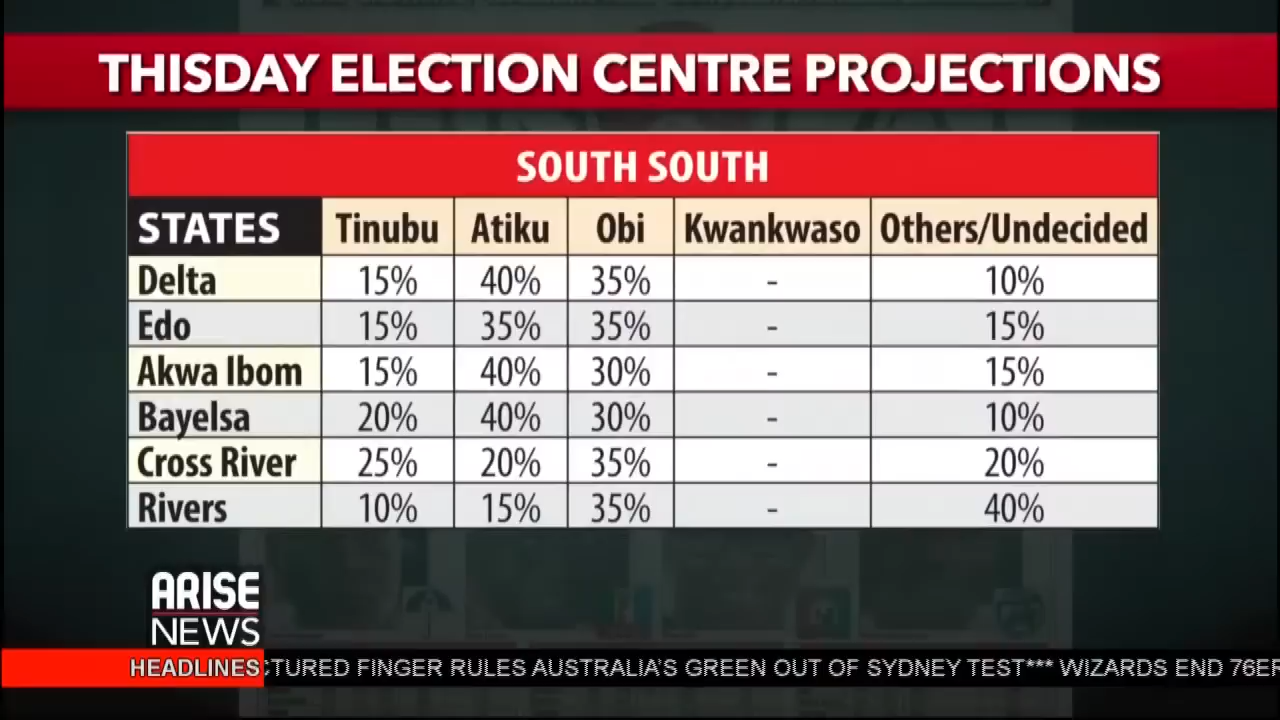 THISDAY ELECTION CENTRE PROJECTIONS
SOUTH SOUTH
STATES Tinubu Atiku Obi Kwankwaso Others/Undecided
Delta 15% 40% 35% - 10%
Edo 15% 35% 35% - 15%
Akwa Ibom 15% 40% 30% - 15%
Bayelsa 20% 40% 30% - 10%
Cross River 25% 20% 35% - 20%
Rivers 10% 15% 35% - 40%
ARISE
NEWS
HEADLINES CTURED FINGER RULES AUSTRALIA'S GREEN OUT OF SYDNEY TEST*** WIZARDS END 76E